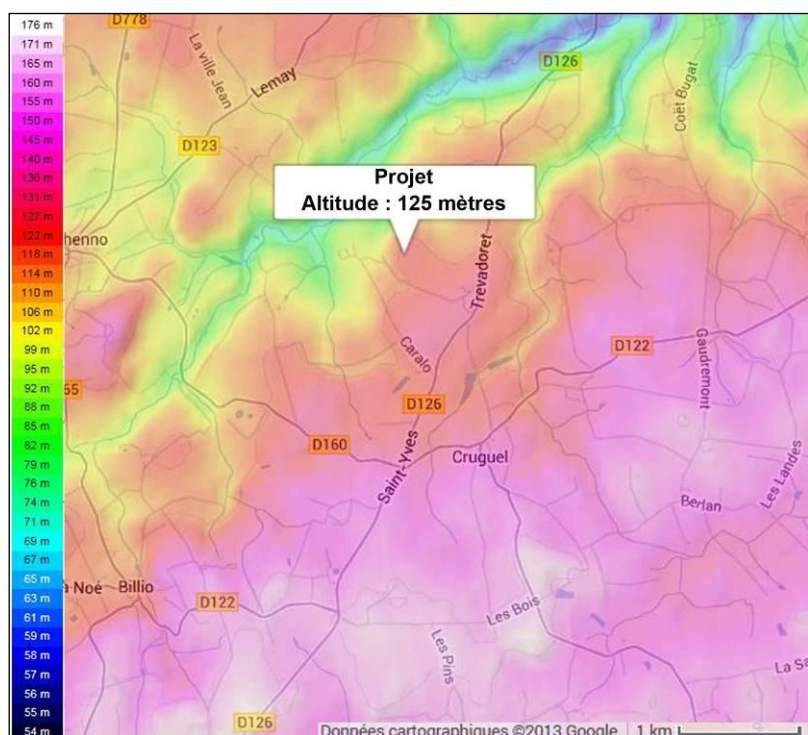 176 m
171 m
165 m
160 m
155 m
150 m
145 m
140 m
136 m
131 m
127 m
122 m
118 m
114 m
110 m
106 m
102 m
99 m
95 m
92 m
88 m
85 m
82 m
79 m
76 m
74 m
71 m
69 m
67 m
65 m
63 m
61 m
59 m
58 m
57 m
56 m
55 m
54 m
D778
La ville Jean
Lemay
D126
Coët Bugat
D123
Projet
Altitude : 125 mètres
henno
Trevadoret
D122
Gaudremont
Caralo
65
D126
D160
Saint-Yves
Cruguel
Les Landes
Berlan
à Noé
Billio
D122
Les Bois
Les Pins
La Sa
D126
Données cartographiques ©2013 Google
1 km